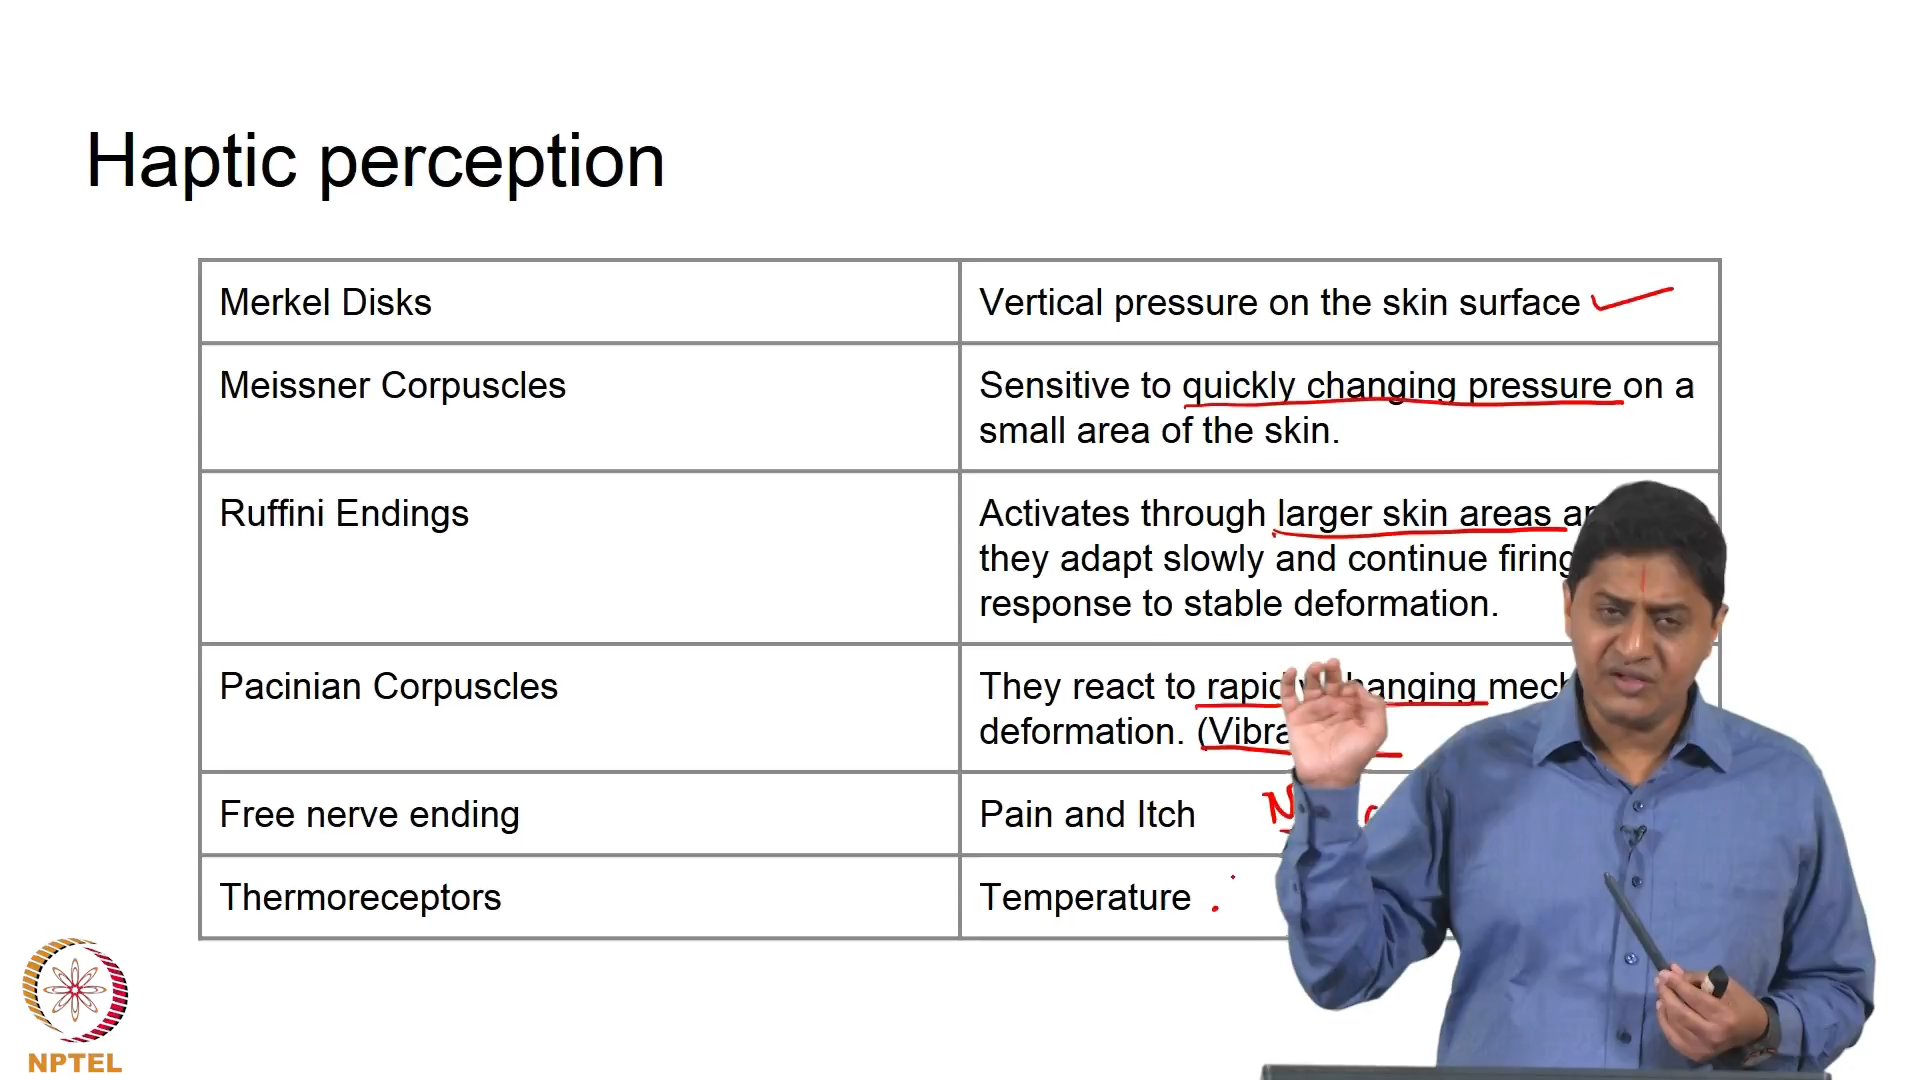 Haptic perception
Merkel Disks
Vertical pressure on the skin surface
Meissner Corpuscles
Sensitive to quickly changing pressure on a
small area of the skin.
Ruffini Endings
Activates through larger skin areas
they adapt slowly and continue firing
response to stable deformation.
Pacinian Corpuscles
They react to
deformation.
Free nerve ending
Pain and Itch
Thermoreceptors
Temperature
NPTEL